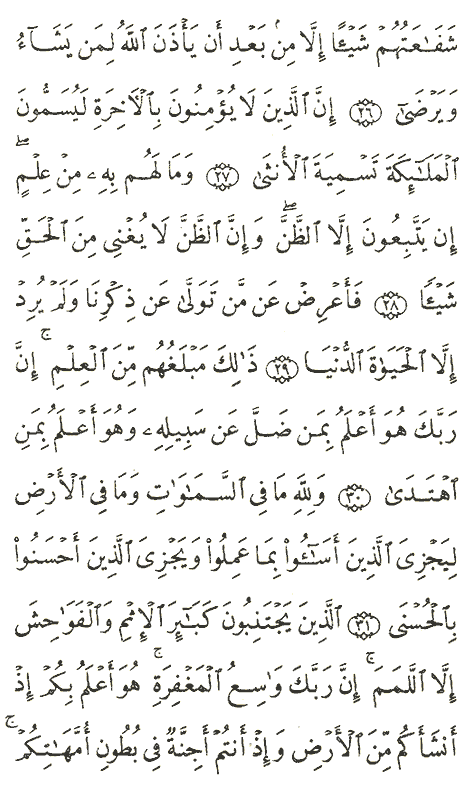 شَفَـٰعَتُهُمْ شَيْـًٔا إِلَّا مِنۢ بَعْدِ أَن يَأْذَنَ ٱللَّهُ لِمَن يَشَآءُ
وَيَرْضَىٰٓ ﴿٢٦﴾ إِنَّ ٱلَّذِينَ لَا يُؤْمِنُونَ بِٱلْـَٔاخِرَةِ لَيُسَمُّونَ
ٱلْمَلَـٰٓئِكَةَ تَسْمِيَةَ ٱلْأُنثَىٰ ﴿٢٧﴾ وَمَا لَهُم بِهِۦ مِنْ عِلْمٍ ۖ
إِن يَتَّبِعُونَ إِلَّا ٱلظَّنَّ ۖ وَإِنَّ ٱلظَّنَّ لَا يُغْنِى مِنَ ٱلْحَقِّ
شَيْـًٔا ﴿٢٨﴾ فَأَعْرِضْ عَن مَّن تَوَلَّىٰ عَن ذِكْرِنَا وَلَمْ يُرِدْ
إِلَّا ٱلْحَيَوٰةَ ٱلدُّنْيَا ﴿٢٩﴾ ذَٰلِكَ مَبْلَغُهُم مِّنَ ٱلْعِلْمِ ۚ إِنَّ
رَبَّكَ هُوَ أَعْلَمُ بِمَن ضَلَّ عَن سَبِيلِهِۦ وَهُوَ أَعْلَمُ بِمَنِ
ٱهْتَدَىٰ ﴿٣٠﴾ وَلِلَّهِ مَا فِى ٱلسَّمَـٰوَٰتِ وَمَا فِى ٱلْأَرْضِ
لِيَجْزِىَ ٱلَّذِينَ أَسَـٰٓـُٔوا۟ بِمَا عَمِلُوا۟ وَيَجْزِىَ ٱلَّذِينَ أَحْسَنُوا۟
بِٱلْحُسْنَى ﴿٣١﴾ ٱلَّذِينَ يَجْتَنِبُونَ كَبَـٰٓئِرَ ٱلْإِثْمِ وَٱلْفَوَٰحِشَ
إِلَّا ٱللَّمَمَ ۚ إِنَّ رَبَّكَ وَٰسِعُ ٱلْمَغْفِرَةِ ۚ هُوَ أَعْلَمُ بِكُمْ إِذْ
أَنشَأَكُم مِّنَ ٱلْأَرْضِ وَإِذْ أَنتُمْ أَجِنَّةٌ فِى بُطُونِ أُمَّهَـٰتِكُمْ ۖ